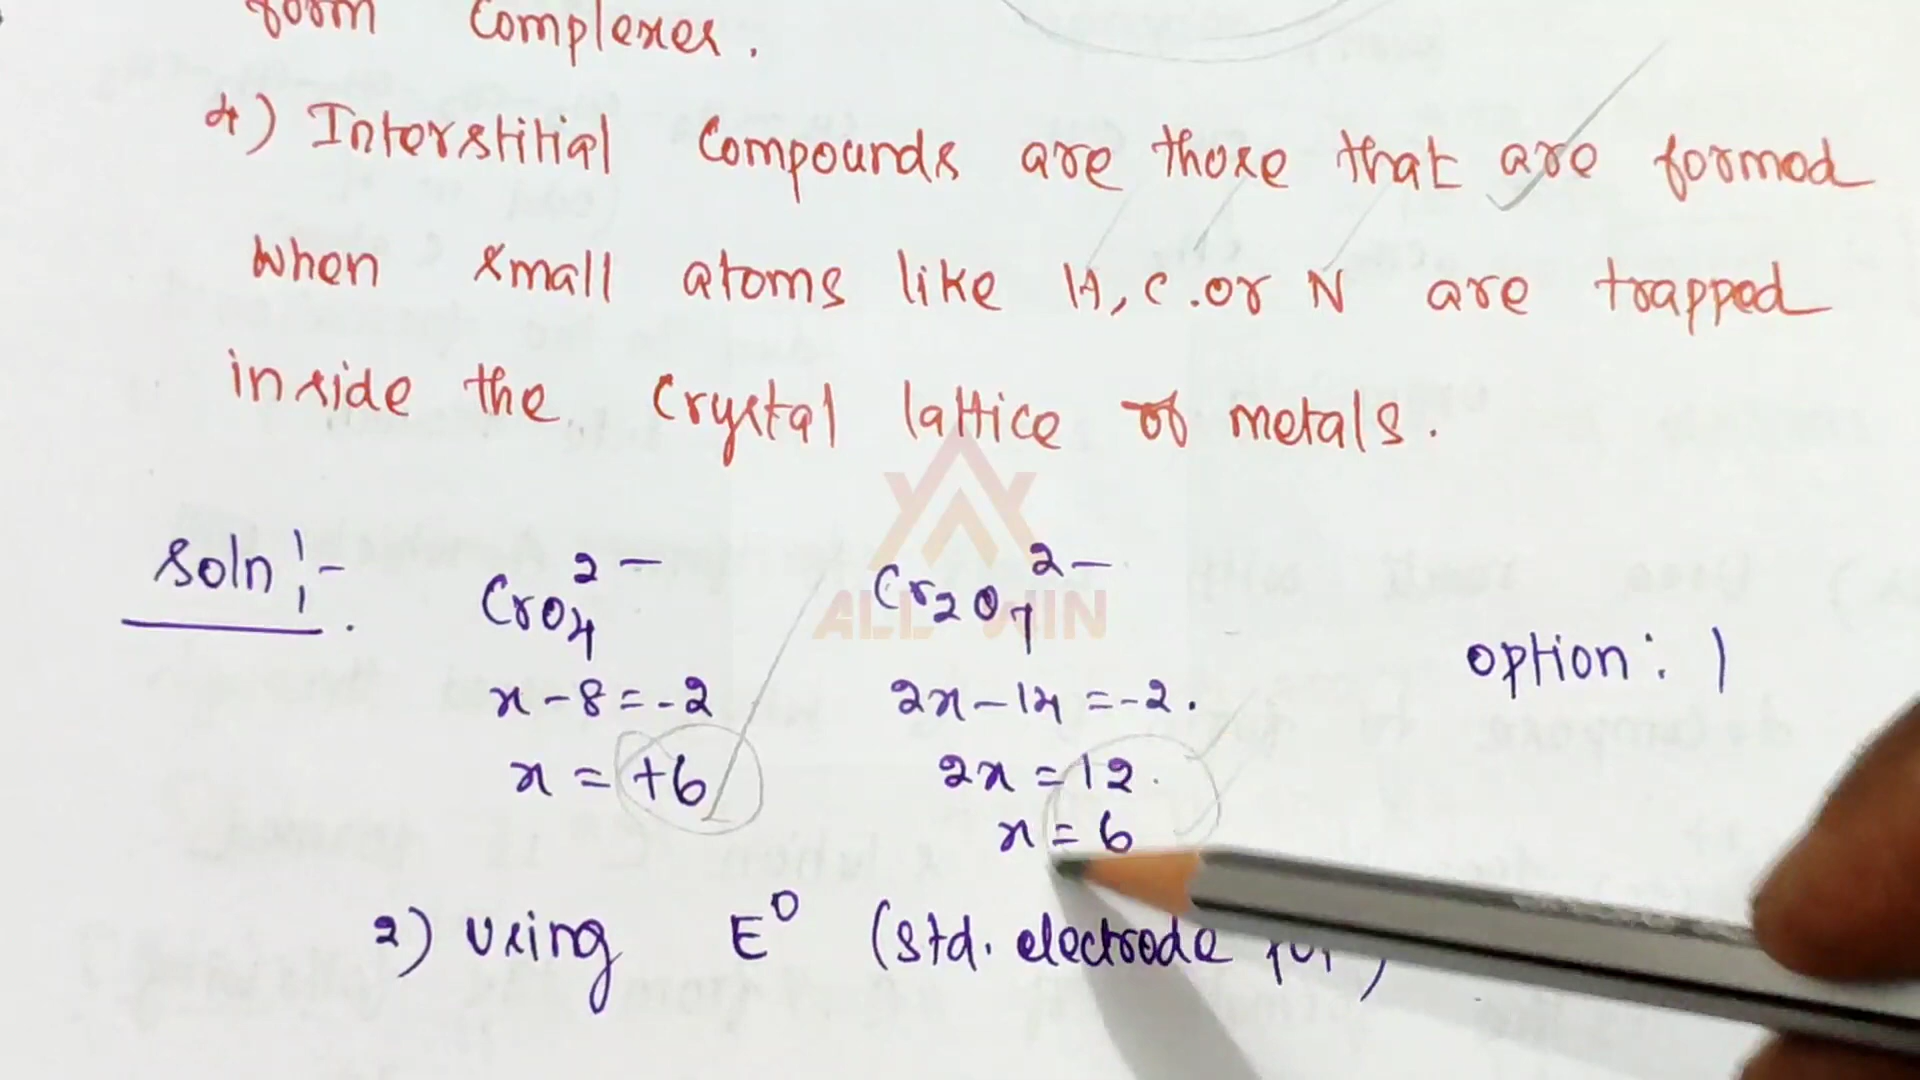 form complexes.
4) Interstitial compounds are those that are formed
when small atoms like H, C or N are trapped
inside the crystal lattice of metals.
Soln:-
CrO4 2-
Cr2O7 2-
x - 8 = -2
2x - 14 = -2.
option: 1
x = +6
2x = 12.
x = 6
2) Using E° (std. electrode
ALL WIN